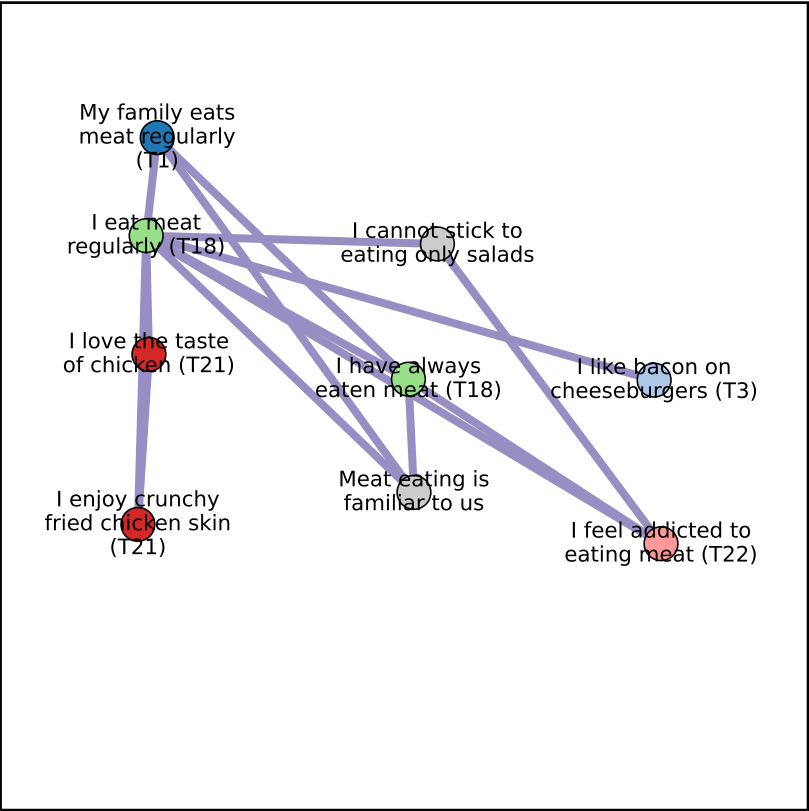 My family eats
meat regularly
(T1)
I eat meat
regularly (T18)
I cannot stick to
eating only salads
I love the taste
of chicken (T21)
I have always
eaten meat (T18)
I like bacon on
cheeseburgers (T3)
Meat eating is
familiar to us
I enjoy crunchy
fried chicken skin
(T21)
I feel addicted to
eating meat (T22)